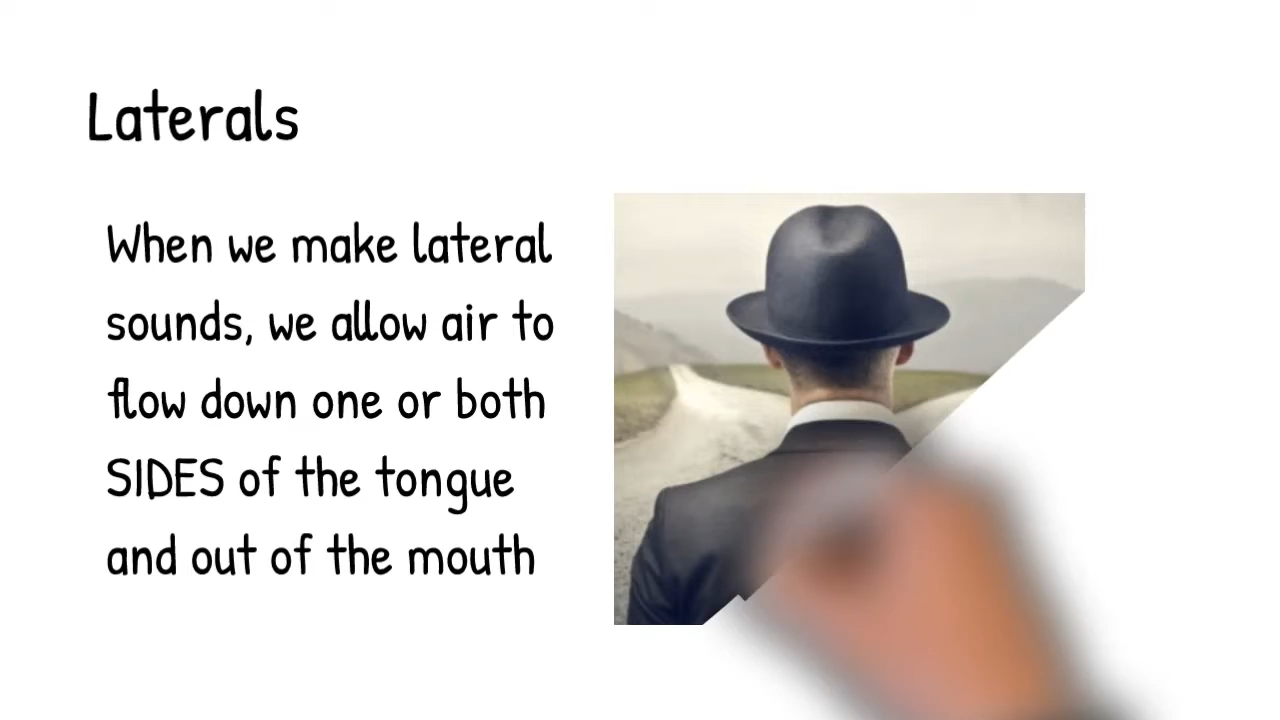 Laterals
When we make lateral
sounds, we allow air to
flow down one or both
SIDES of the tongue
and out of the mouth